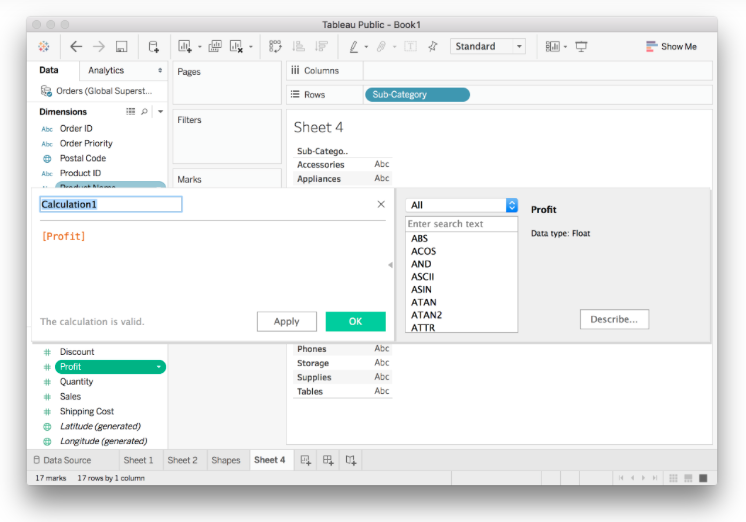 Tableau Public - Book1
Standard
Show Me
Data
Analytics
Pages
Columns
Orders (Global Superst...
Rows
Sub-Category
Dimensions
Filters
Abc Order ID
Sheet 4
Abc Order Priority
Postal Code
Sub-Catego..
Abc Product ID
Accessories Abc
Marks
Appliances Abc
Product Name
Calculation1
All
Profit
Enter search text
[Profit]
Data type: Float
ABS
ACOS
AND
ASCII
ASIN
ATAN
ATAN2
ATTR
The calculation is valid.
Apply
OK
Describe...
# Discount
# Profit
# Quantity
# Sales
# Shipping Cost
Latitude (generated)
Longitude (generated)
Phones Abc
Storage Abc
Supplies Abc
Tables Abc
Data Source
Sheet 1
Sheet 2
Shapes
Sheet 4
17 marks
17 rows by 1 column